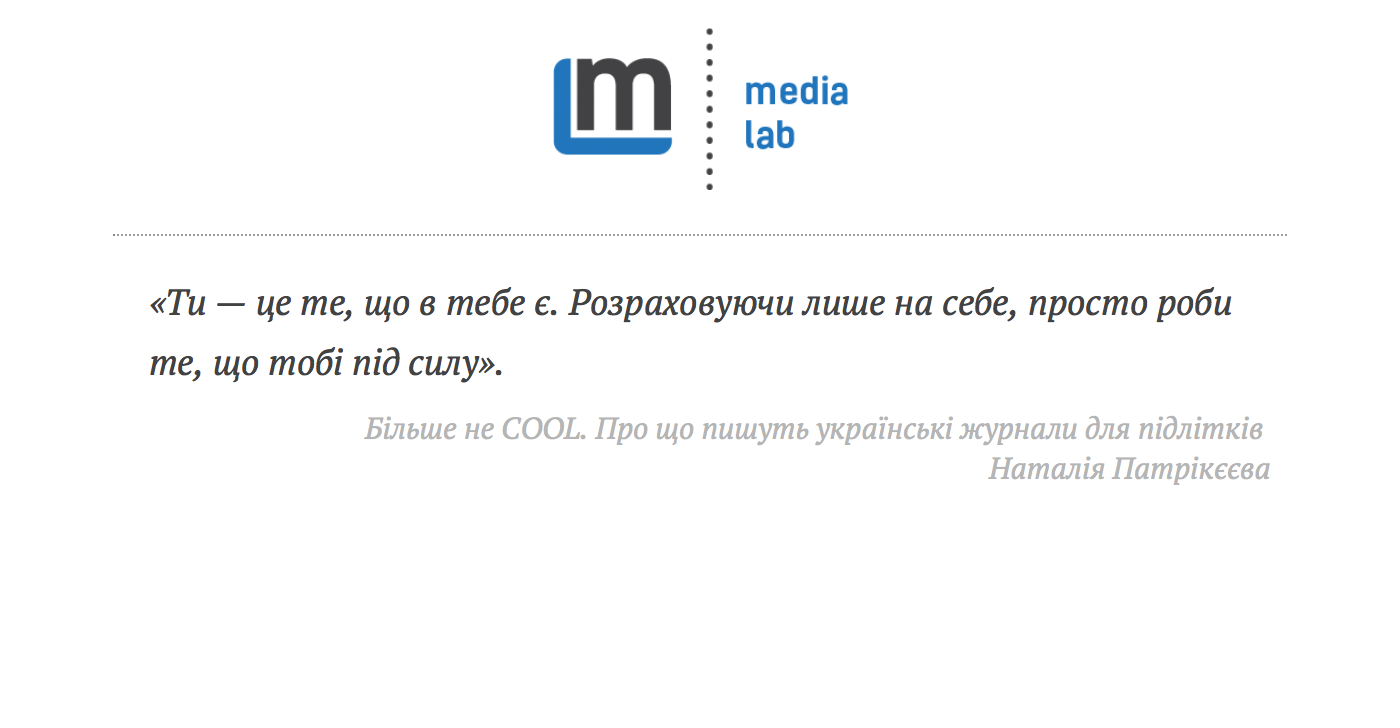 m
media
lab
«Ти — це те, що в тебе є. Розраховуючи лише на себе, просто роби
те, що тобі під силу».
Більше не COOL. Про що пишуть українські журнали для підлітків
Наталія Патрікєєва